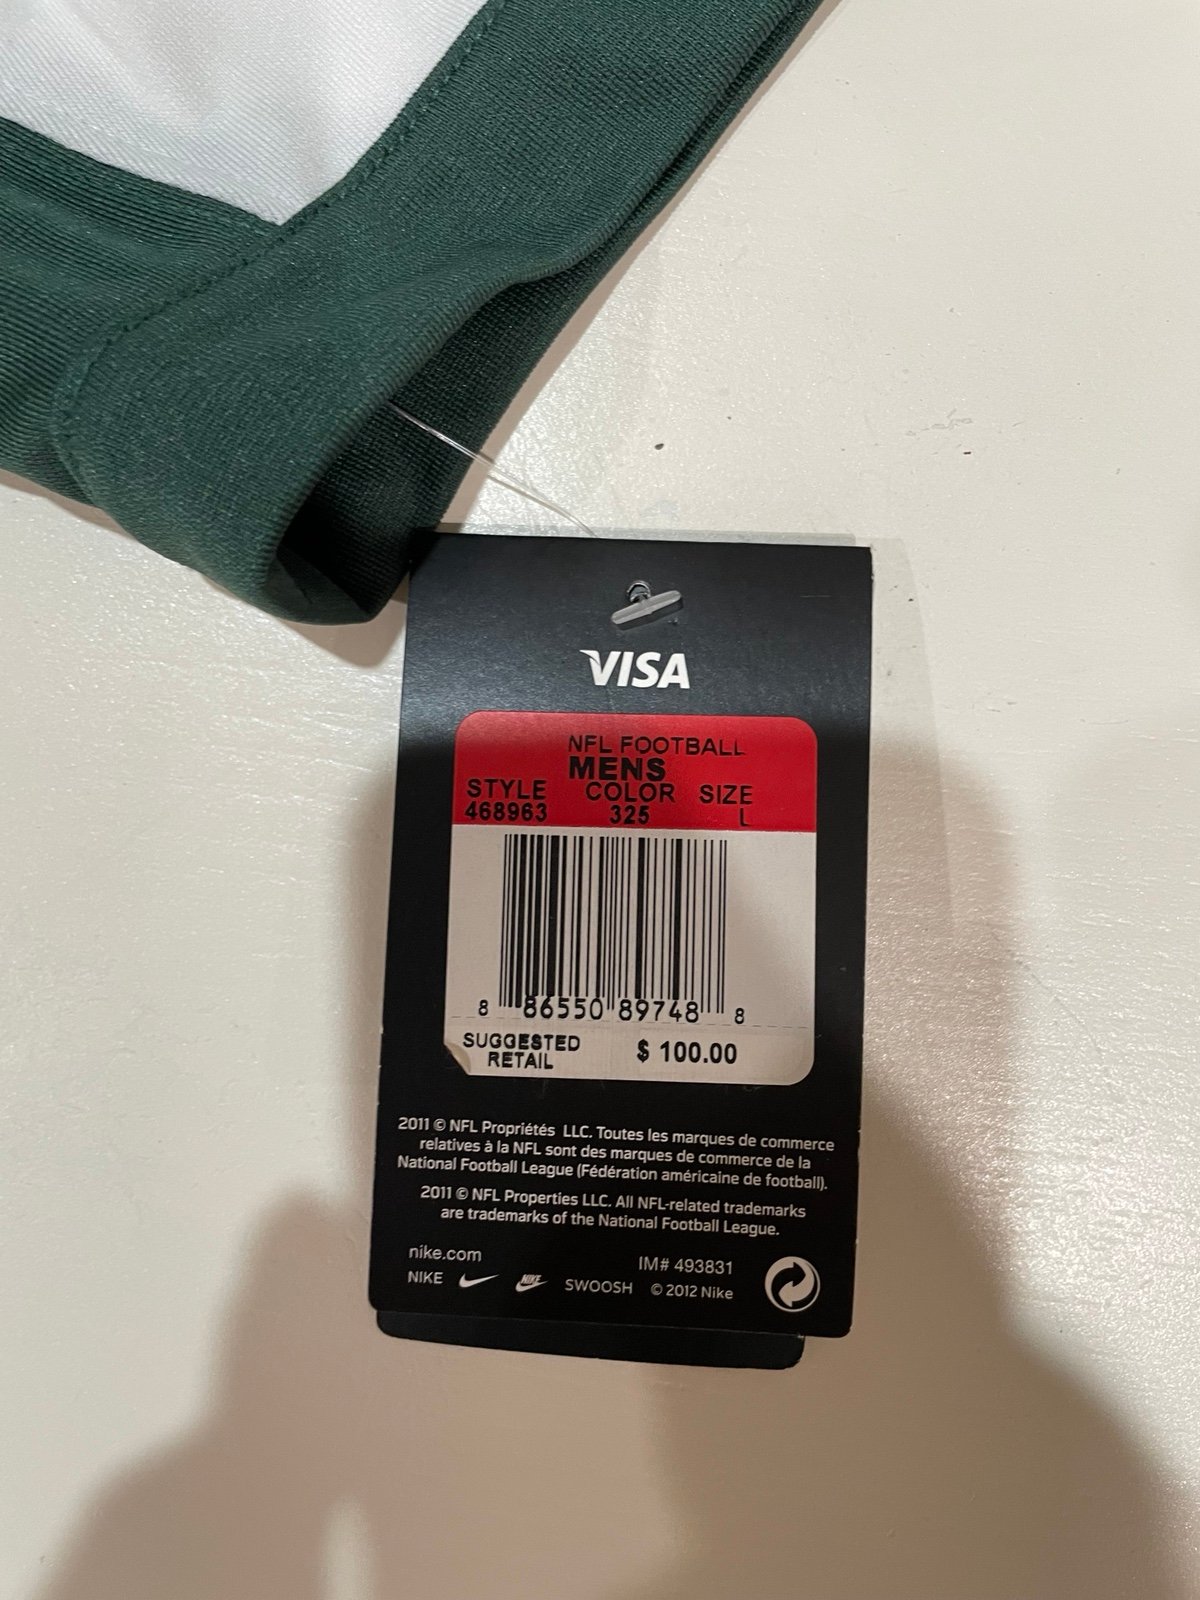 VISA
NFL FOOTBALL
MENS
STYLE COLOR SIZE
468963 325 L
8 86550 89748 8
SUGGESTED
RETAIL
$ 100.00
2011 © NFL Propriétés LLC. Toutes les marques de commerce
relatives à la NFL sont des marques de commerce de la
National Football League (Fédération américaine de football).
2011 © NFL Properties LLC. All NFL-related trademarks
are trademarks of the National Football League.
nike.com
IM# 493831
NIKE NIKE SWOOSH © 2012 Nike